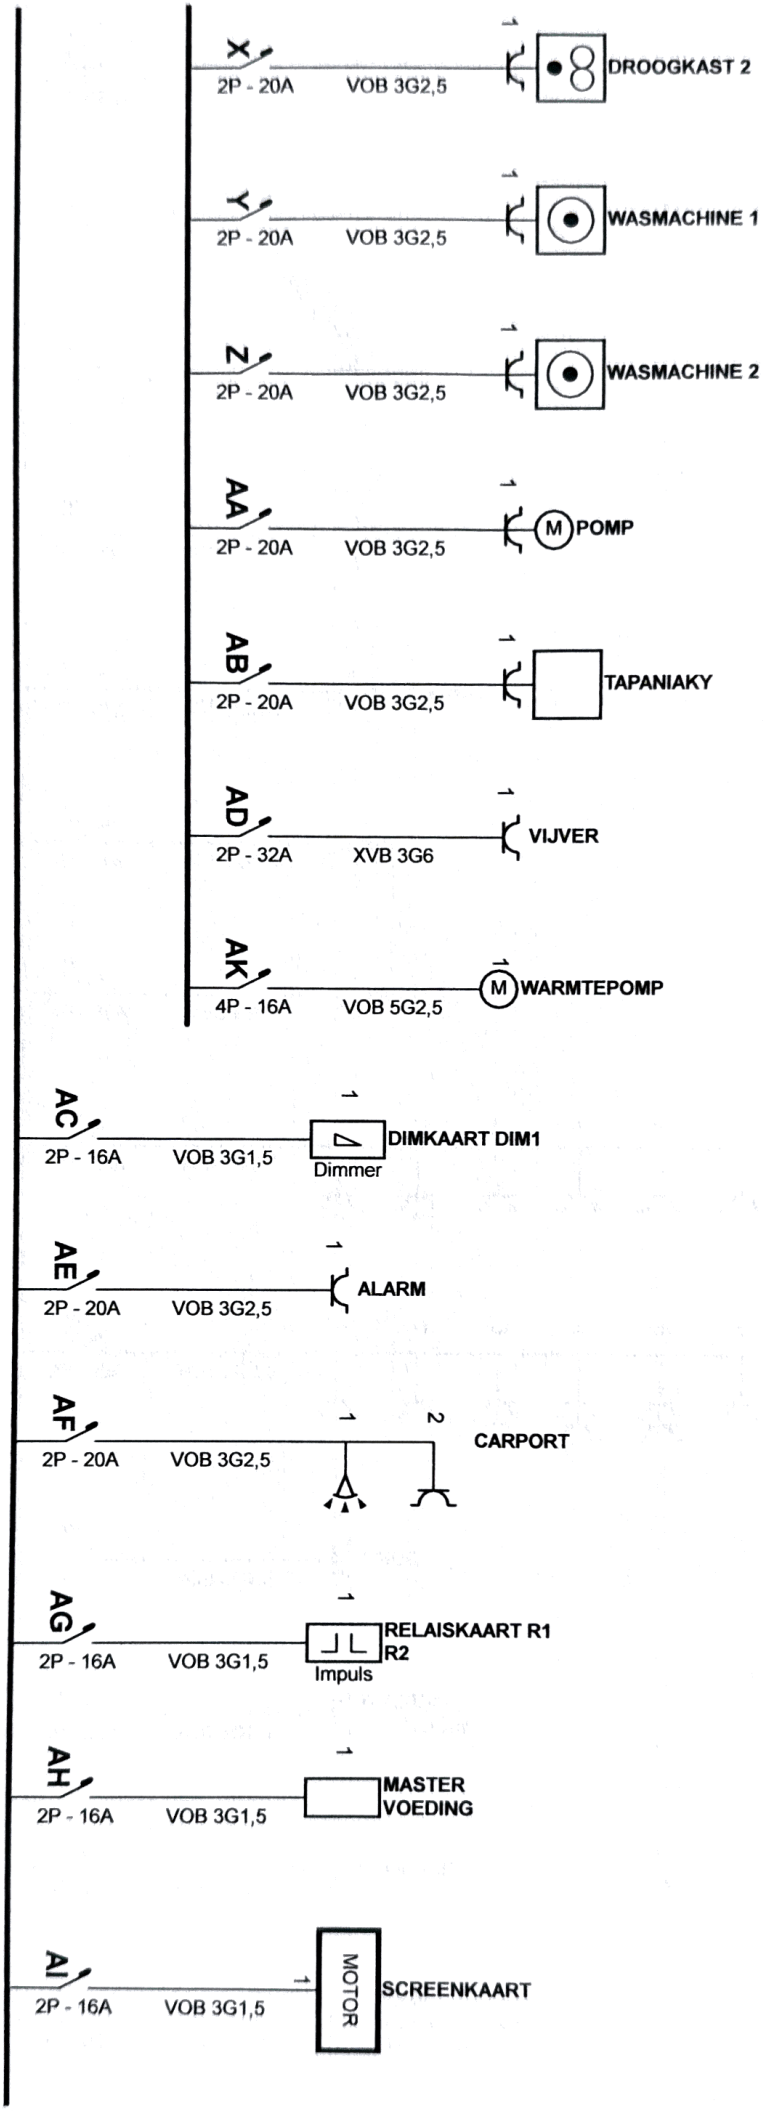 X
1
2P - 20A VOB 3G2,5 DROOGKAST 2
Y
1
2P - 20A VOB 3G2,5 WASMACHINE 1
Z
1
2P - 20A VOB 3G2,5 WASMACHINE 2
AA
1
2P - 20A VOB 3G2,5 M POMP
AB
1
2P - 20A VOB 3G2,5 TAPANIAKY
AD
1
2P - 32A XVB 3G6 VIJVER
AK
1
4P - 16A VOB 5G2,5 M WARMTEPOMP
AC
1
2P - 16A VOB 3G1,5 DIMKAART DIM1
Dimmer
AE
1
2P - 20A VOB 3G2,5 ALARM
AF
1 2
2P - 20A VOB 3G2,5 CARPORT
AG
1
2P - 16A VOB 3G1,5 RELAISKAART R1
R2
Impuls
AH
1
2P - 16A VOB 3G1,5 MASTER
VOEDING
AI
1
2P - 16A VOB 3G1,5 MOTOR SCREENKAART